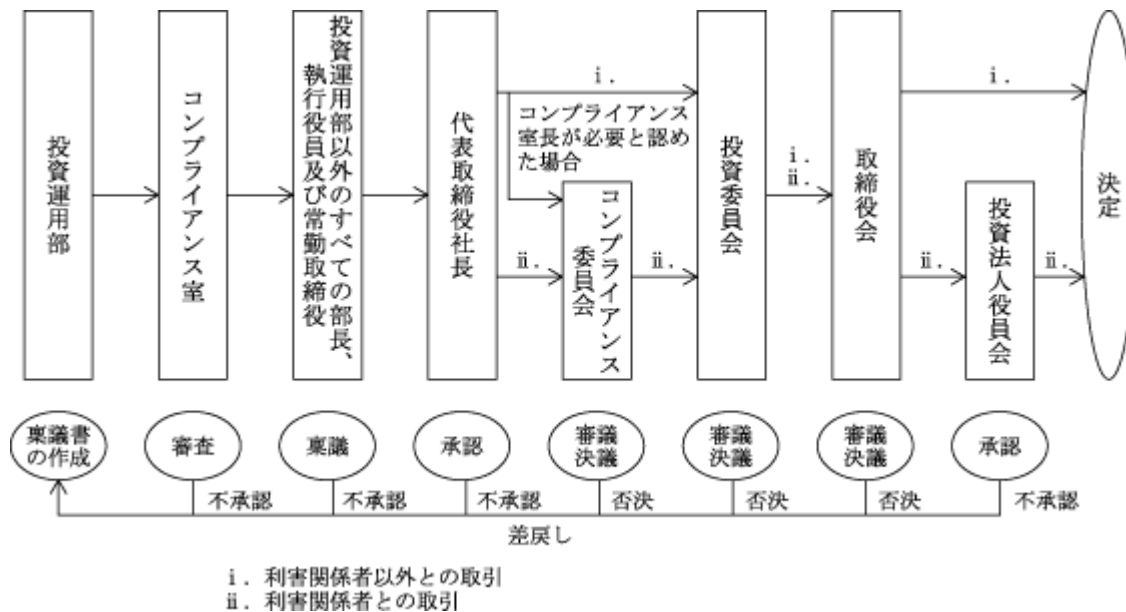 投資運用部
コンプライアンス室
投資運用部以外のすべての部長、
執行役員及び常勤取締役
代表取締役社長
ⅰ.
コンプライアンス
室長が必要と認め
た場合
ⅱ.
コンプライアンス
委員会
ⅱ.
投資委員会
ⅰ.
ⅱ.
取締役会
ⅰ.
ⅱ.
投資法人役員会
ⅱ.
決定
稟議書
の作成
審査
稟議
承認
審議
決議
審議
決議
審議
決議
承認
不承認
不承認
不承認
否決
否決
否決
不承認
差戻し
ⅰ. 利害関係者以外との取引
ⅱ. 利害関係者との取引